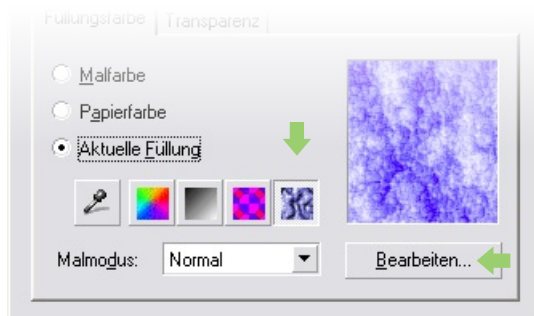 Füllungsfarbe Transparenz
Malfarbe
Papierfarbe
Aktuelle Füllung
Malmodus: Normal Bearbeiten...